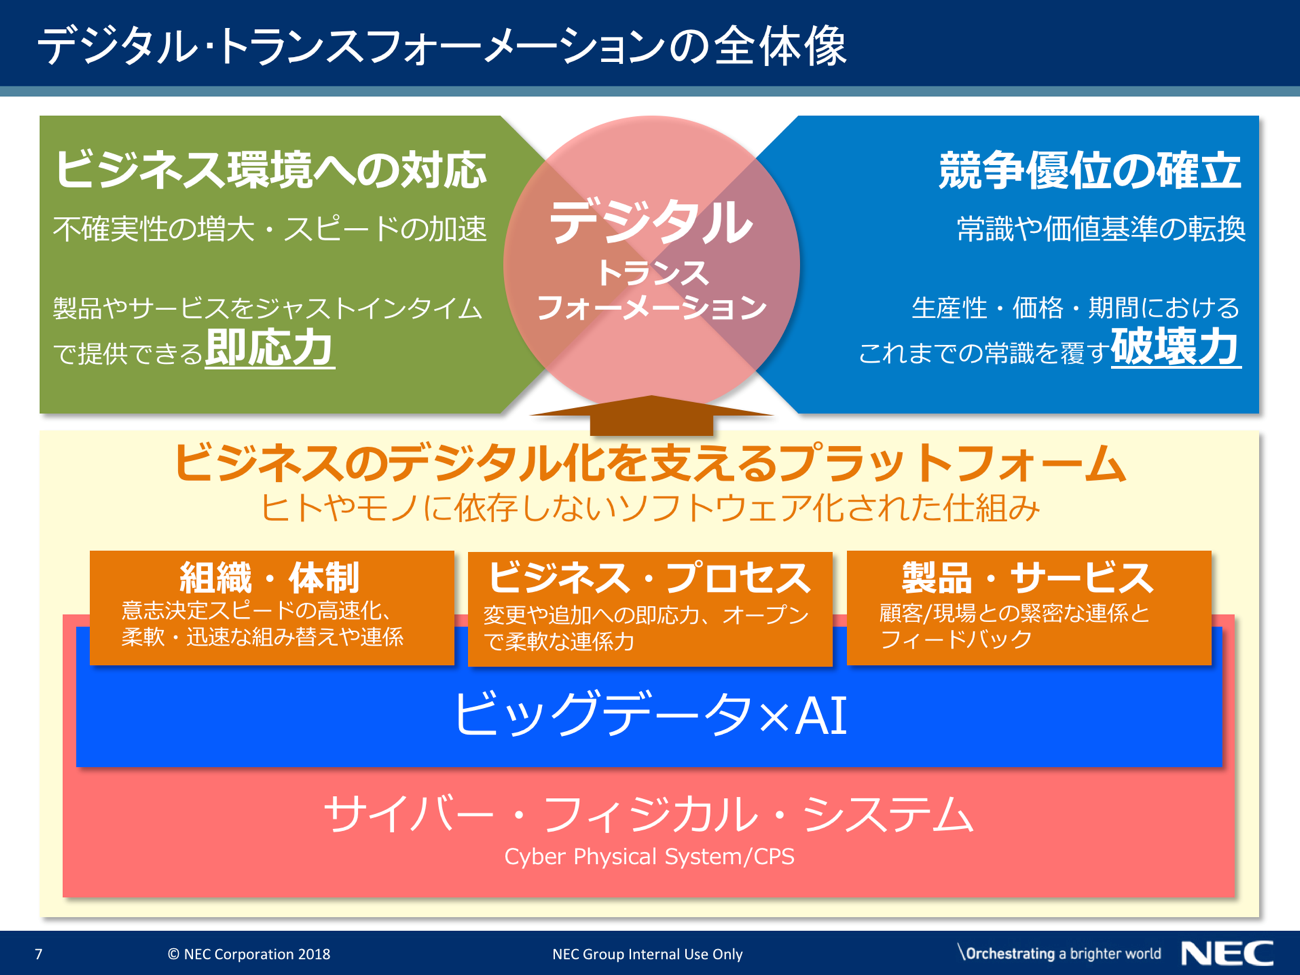 デジタル・トランスフォーメーションの全体像
ビジネス環境への対応
不確実性の増大・スピードの加速
製品やサービスをジャストインタイム
で提供できる即応力
デジタル
トランス
フォーメーション
競争優位の確立
常識や価値基準の転換
生産性・価格・期間における
これまでの常識を覆す破壊力
ビジネスのデジタル化を支えるプラットフォーム
ヒトやモノに依存しないソフトウェア化された仕組み
組織・体制
意志決定スピードの高速化、
柔軟・迅速な組み替えや連係
ビジネス・プロセス
変更や追加への即応力、オープン
で柔軟な連係力
製品・サービス
顧客/現場との緊密な連係と
フィードバック
ビッグデータ×AI
サイバー・フィジカル・システム
Cyber Physical System/CPS
7
© NEC Corporation 2018
NEC Group Internal Use Only
\Orchestrating a brighter world
NEC